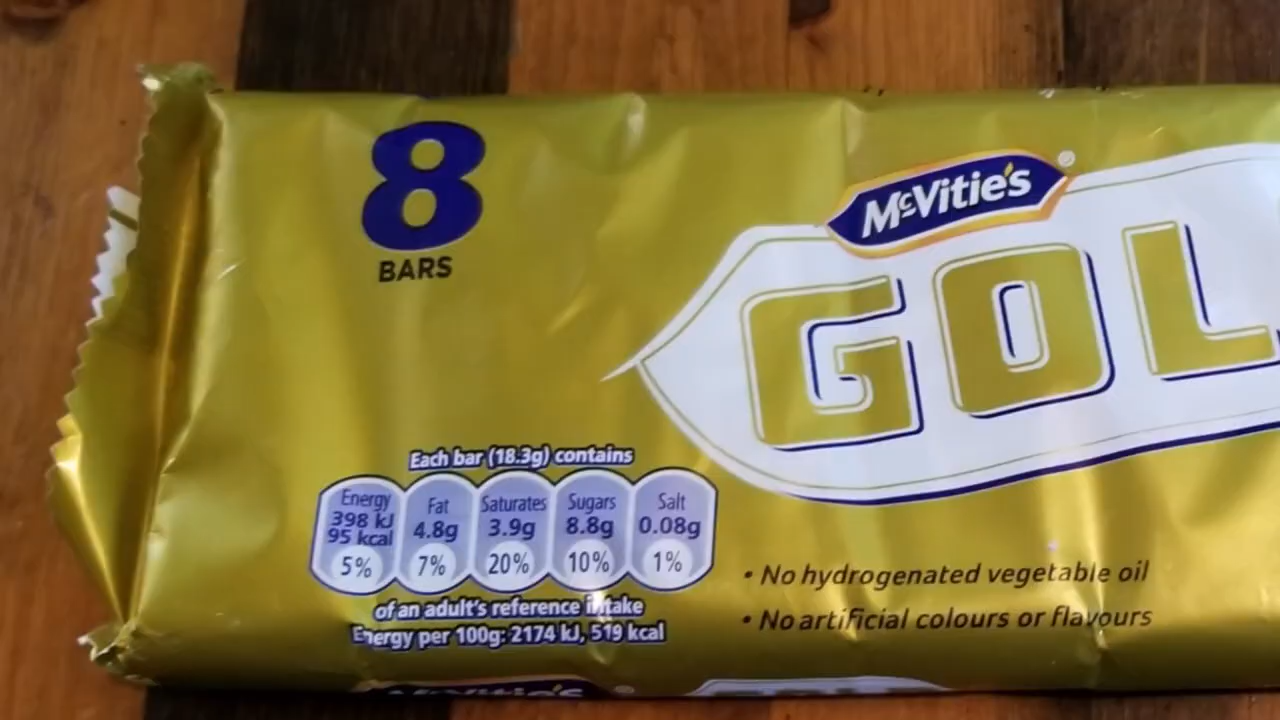 8
BARS
McVitie's®
GOL
Each bar (18.3g) contains
Energy
398 kJ
95 kcal
5%
Fat
4.8g
7%
Saturates
3.9g
20%
Sugars
8.8g
10%
Salt
0.08g
1%
of an adult's reference intake
Energy per 100g: 2174 kJ, 519 kcal
• No hydrogenated vegetable oil
• No artificial colours or flavours
McVitie's®